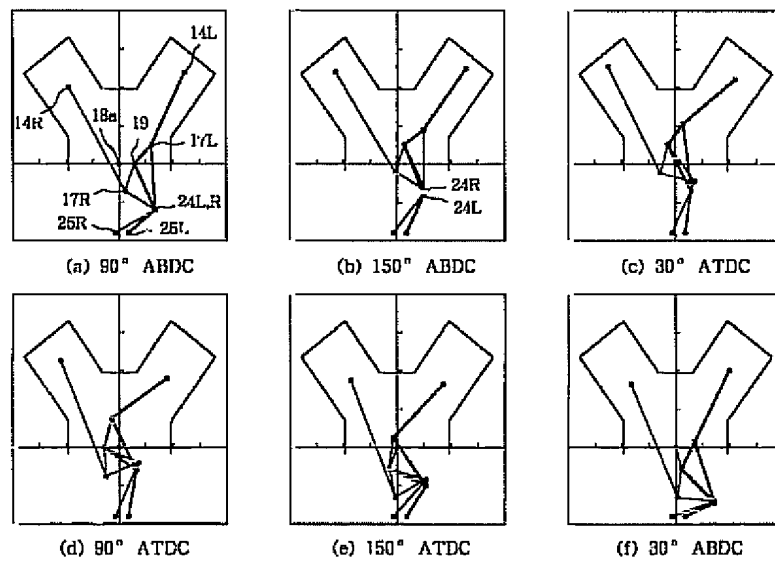 14L
14R
18a
19
17L
17R
24L,R
25R
25L
24R
24L
(a) 90° ABDC
(b) 150° ABDC
(c) 30° ATDC
(d) 90° ATDC
(e) 150° ATDC
(f) 30° ABDC